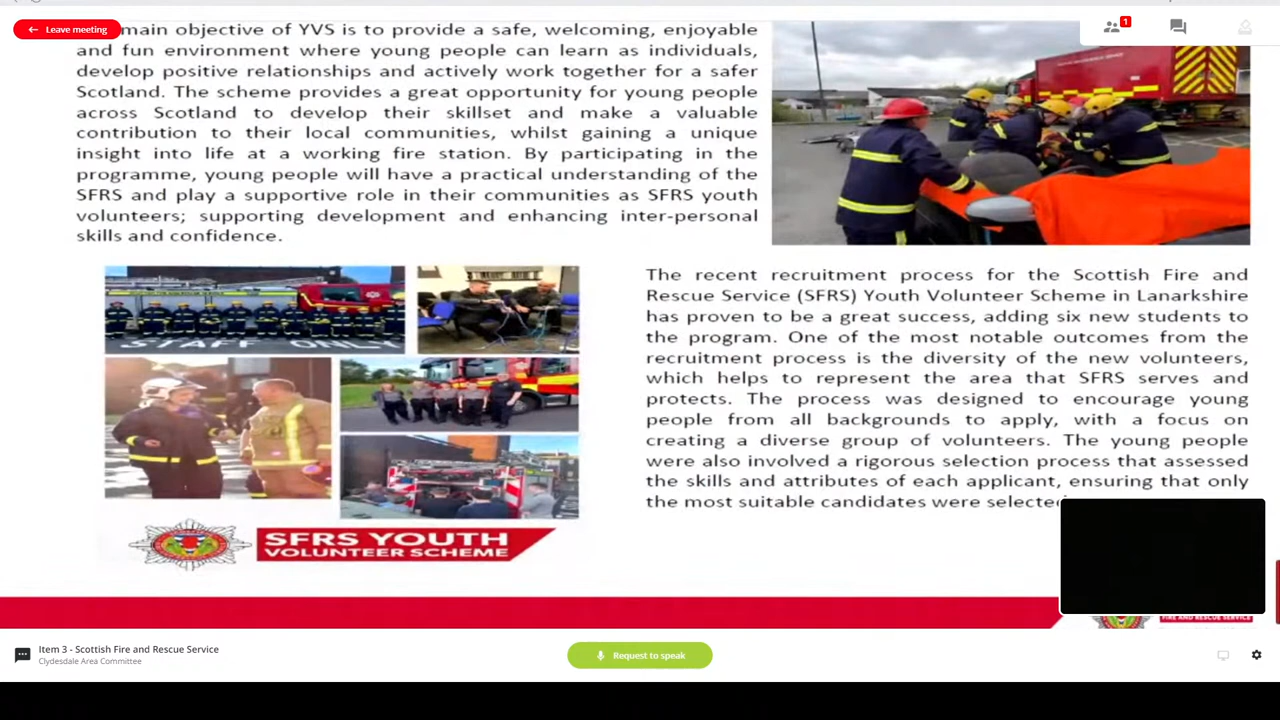 Leave meeting
1
main objective of YVS is to provide a safe, welcoming, enjoyable
and fun environment where young people can learn as individuals,
develop positive relationships and actively work together for a safer
Scotland. The scheme provides a great opportunity for young people
across Scotland to develop their skillset and make a valuable
contribution to their local communities, whilst gaining a unique
insight into life at a working fire station. By participating in the
programme, young people will have a practical understanding of the
SFRS and play a supportive role in their communities as SFRS youth
volunteers; supporting development and enhancing inter-personal
skills and confidence.
STAFF ONLY
SFRS YOUTH
VOLUNTEER SCHEME
The recent recruitment process for the Scottish Fire and
Rescue Service (SFRS) Youth Volunteer Scheme in Lanarkshire
has proven to be a great success, adding six new students to
the program. One of the most notable outcomes from the
recruitment process is the diversity of the new volunteers,
which helps to represent the area that SFRS serves and
protects. The process was designed to encourage young
people from all backgrounds to apply, with a focus on
creating a diverse group of volunteers. The young people
were also involved a rigorous selection process that assessed
the skills and attributes of each applicant, ensuring that only
the most suitable candidates were selected
FIRE AND RESCUE SERVICE
Item 3 - Scottish Fire and Rescue Service
Clydesdale Area Committee
Request to speak